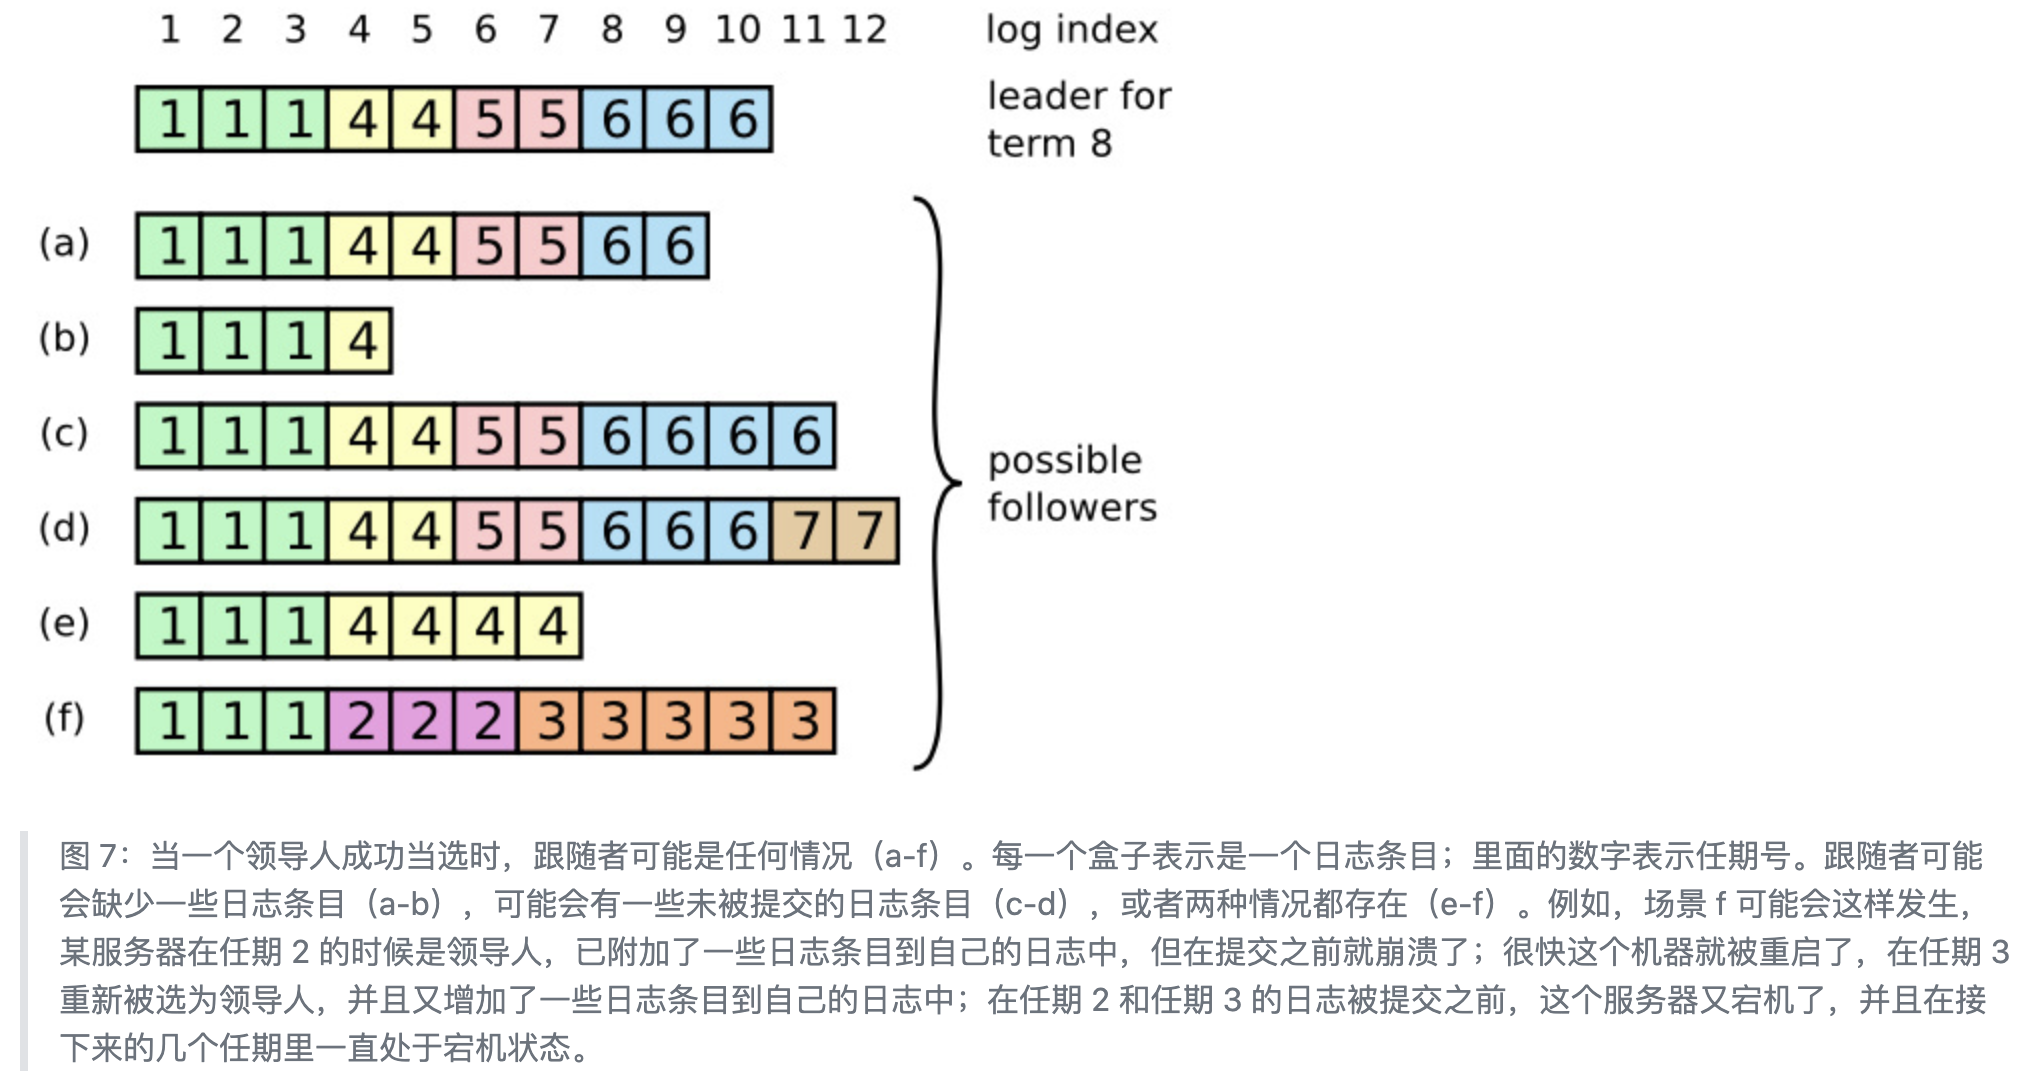 1 2 3 4 5 6 7 8 9 10 11 12 log index
1 1 1 4 4 5 5 6 6 6
leader for
term 8
(a) 1 1 1 4 4 5 5 6 6
(b) 1 1 1 4
(c) 1 1 1 4 4 5 5 6 6 6 6
possible
followers
(d) 1 1 1 4 4 5 5 6 6 6 7 7
(e) 1 1 1 4 4 4 4
(f) 1 1 1 2 2 2 3 3 3 3 3
图 7：当一个领导人成功当选时，跟随者可能是任何情况（a-f）。每一个盒子表示是一个日志条目；里面的数字表示任期号。跟随者可能
会缺少一些日志条目（a-b），可能会有一些未被提交的日志条目（c-d），或者两种情况都存在（e-f）。例如，场景 f 可能会这样发生，
某服务器在任期 2 的时候是领导人，已附加了一些日志条目到自己的日志中，但在提交之前就崩溃了；很快这个机器就被重启了，在任期 3
重新被选为领导人，并且又增加了一些日志条目到自己的日志中；在任期 2 和任期 3 的日志被提交之前，这个服务器又宕机了，并且在接
下来的几个任期里一直处于宕机状态。